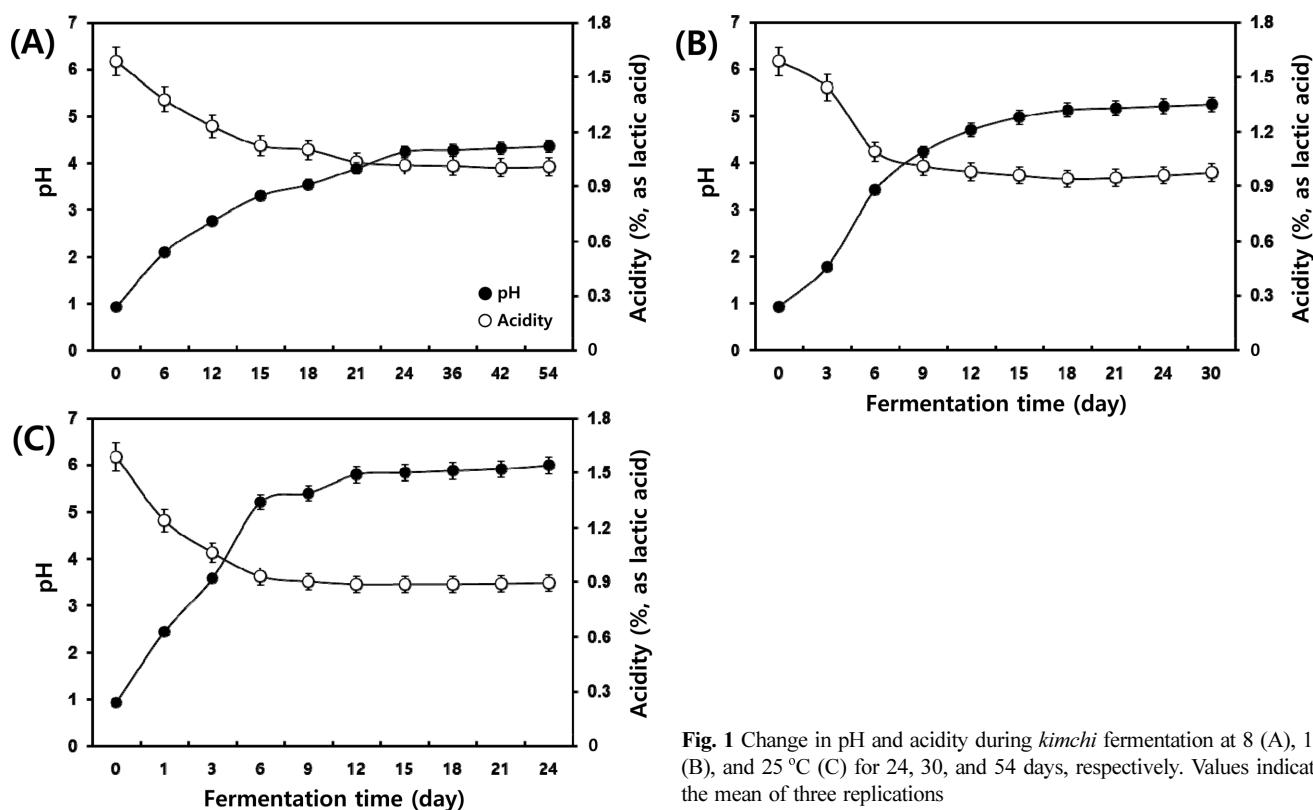 (A)
7
6
5
4
3
2
1
0
pH
1.8
1.5
1.2
0.9
0.6
0.3
0
Acidity (%, as lactic acid)
pH
Acidity
0 6 12 15 18 21 24 36 42 54
(B)
7
6
5
4
3
2
1
0
pH
1.8
1.5
1.2
0.9
0.6
0.3
0
Acidity (%, as lactic acid)
0 3 6 9 12 15 18 21 24 30
Fermentation time (day)
(C)
7
6
5
4
3
2
1
0
pH
1.8
1.5
1.2
0.9
0.6
0.3
0
Acidity (%, as lactic acid)
0 1 3 6 9 12 15 18 21 24
Fermentation time (day)
Fig. 1 Change in pH and acidity during kimchi fermentation at 8 (A), 1
(B), and 25 °C (C) for 24, 30, and 54 days, respectively. Values indicat
the mean of three replications